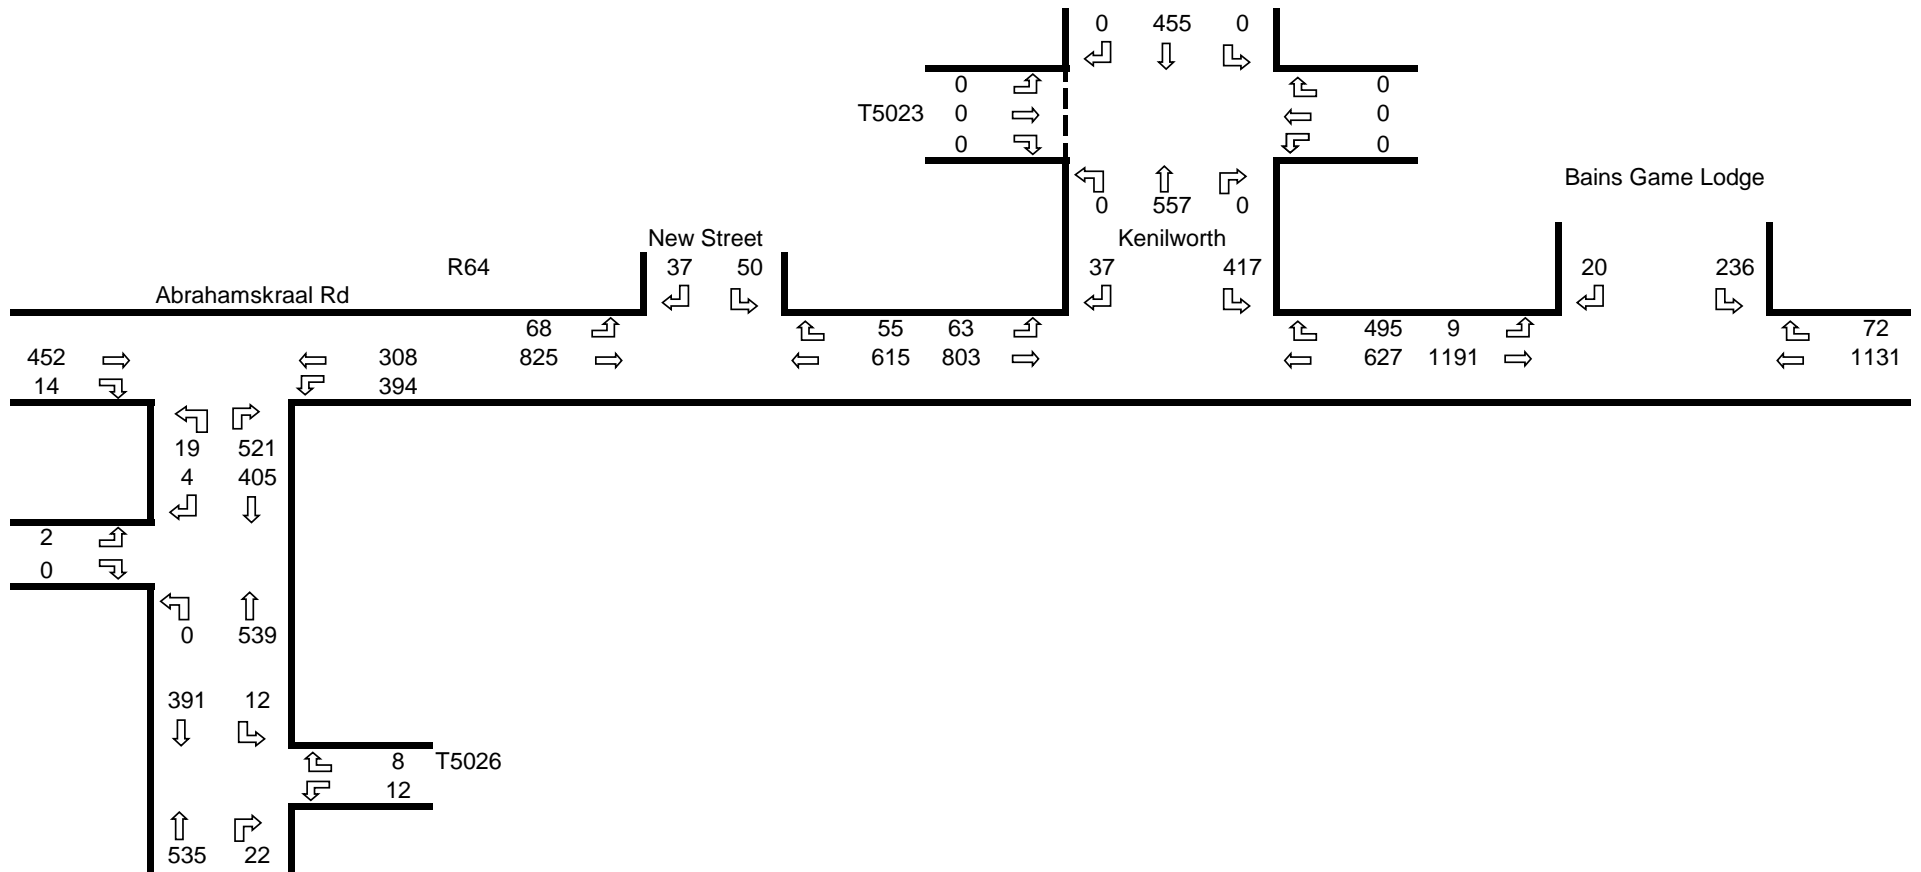 0 455 0
0 0
T5023 0 0
0 0
Bains Game Lodge
0 557 0
New Street Kenilworth
R64 37 50 37 417 20 236
Abrahamskraal Rd
68 55 63 495 9 72
452 308 825 615 803 627 1191 1131
14 394
19 521
4 405
2
0
0 539
391 12
8 T5026
12
535 22